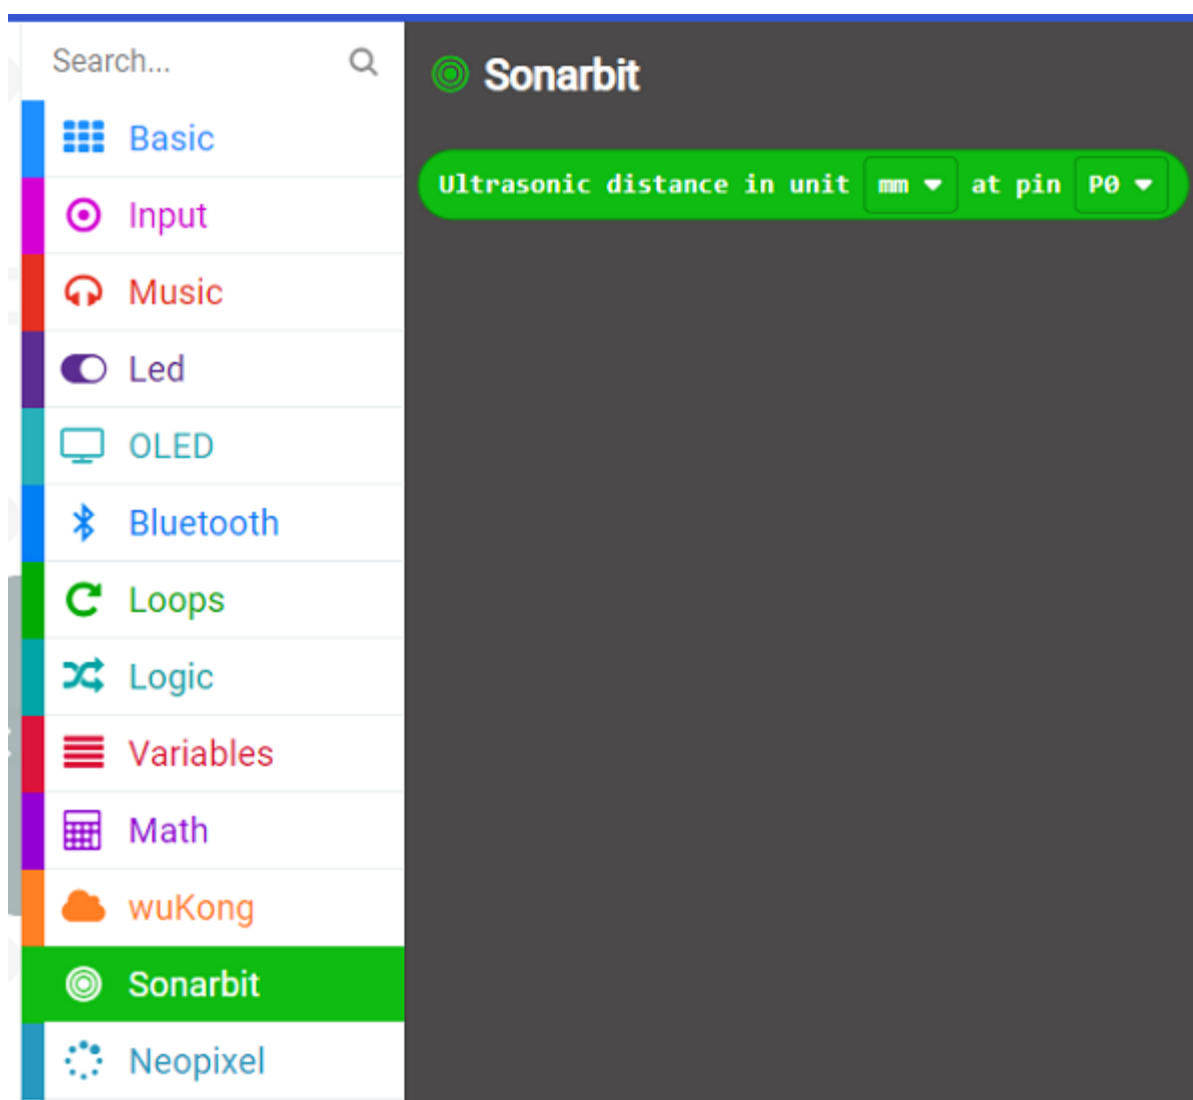 Search...
Basic
Input
Music
Led
OLED
Bluetooth
Loops
Logic
Variables
Math
wuKong
Sonarbit
Neopixel
Sonarbit
Ultrasonic distance in unit mm at pin P0